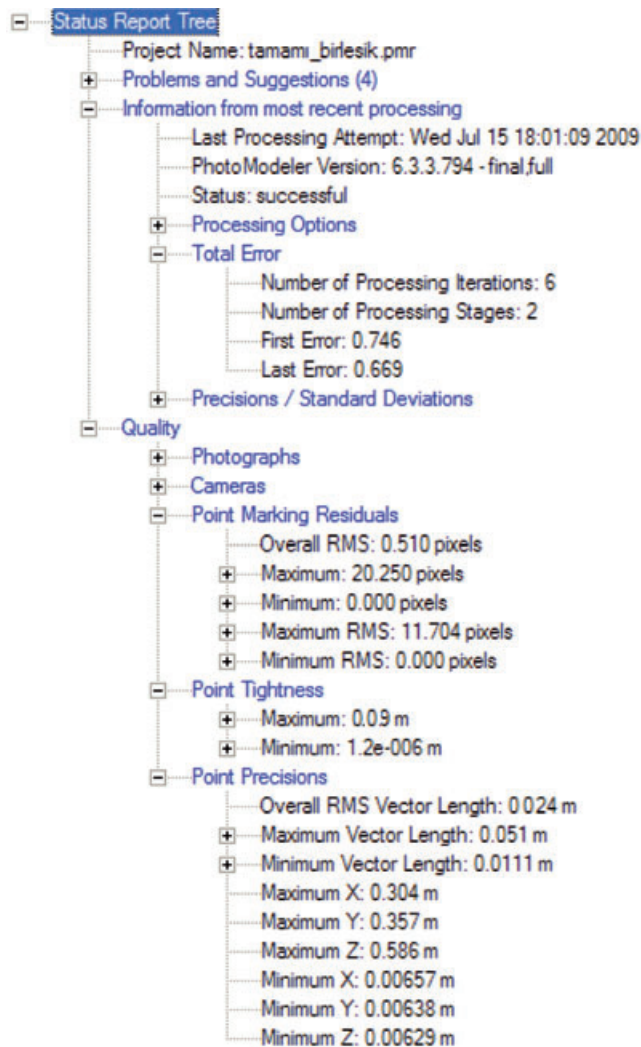 Status Report Tree
Project Name: tamamı_birlesik.pmr
Problems and Suggestions (4)
Information from most recent processing
Last Processing Attempt: Wed Jul 15 18:01:09 2009
PhotoModeler Version: 6.3.3.794 - final,full
Status: successful
Processing Options
Total Error
Number of Processing Iterations: 6
Number of Processing Stages: 2
First Error: 0.746
Last Error: 0.669
Precisions / Standard Deviations
Quality
Photographs
Cameras
Point Marking Residuals
Overall RMS: 0.510 pixels
Maximum: 20.250 pixels
Minimum: 0.000 pixels
Maximum RMS: 11.704 pixels
Minimum RMS: 0.000 pixels
Point Tightness
Maximum: 0.09 m
Minimum: 1.2e-006 m
Point Precisions
Overall RMS Vector Length: 0 024 m
Maximum Vector Length: 0.051 m
Minimum Vector Length: 0.0111 m
Maximum X: 0.304 m
Maximum Y: 0.357 m
Maximum Z: 0.586 m
Minimum X: 0.00657 m
Minimum Y: 0.00638 m
Minimum Z: 0.00629 m